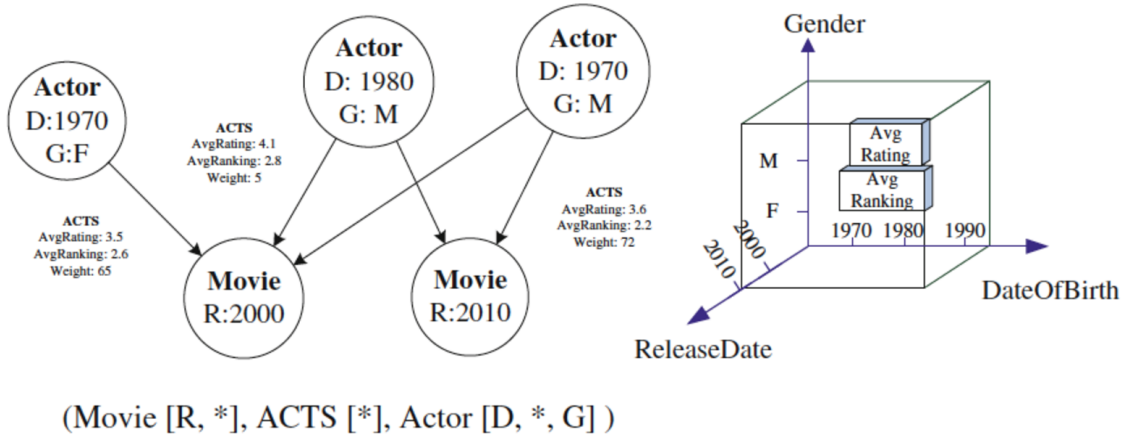 Actor
D:1970
G:F
Actor
D: 1980
G: M
Actor
D: 1970
G: M
ACTS
AvgRating: 4.1
AvgRanking: 2.8
Weight: 5
ACTS
AvgRating: 3.5
AvgRanking: 2.6
Weight: 65
ACTS
AvgRating: 3.6
AvgRanking: 2.2
Weight: 72
Movie
R:2000
Movie
R:2010
(Movie [R, *], ACTS [*], Actor [D, *, G] )
Gender
M
F
Avg
Rating
Avg
Ranking
1970 1980 1990
2000
2010
DateOfBirth
ReleaseDate